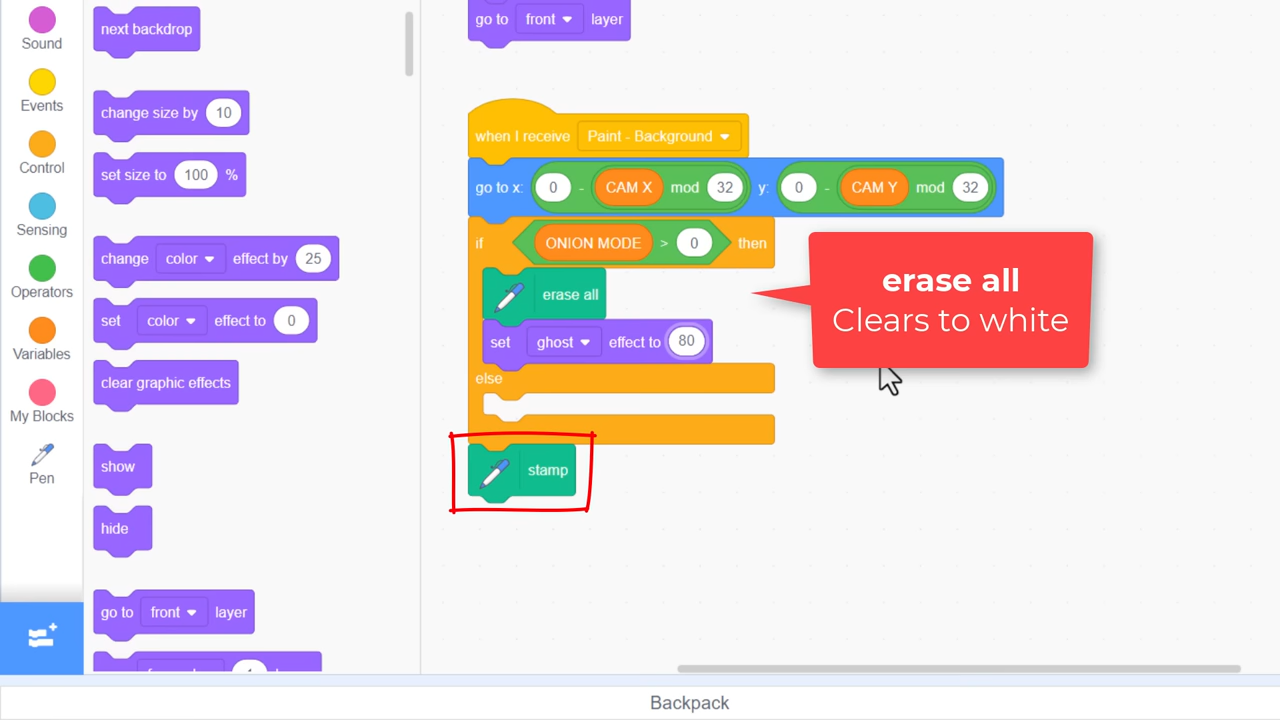 Sound
Events
Control
Sensing
Operators
Variables
My Blocks
Pen
next backdrop
change size by 10
set size to 100 %
change color effect by 25
set color effect to 0
clear graphic effects
show
hide
go to front layer
go to front layer
when I receive Paint - Background
go to x: 0 - CAM X mod 32 y: 0 - CAM Y mod 32
if ONION MODE > 0 then
erase all
set ghost effect to 80
else
stamp
erase all
Clears to white
Backpack